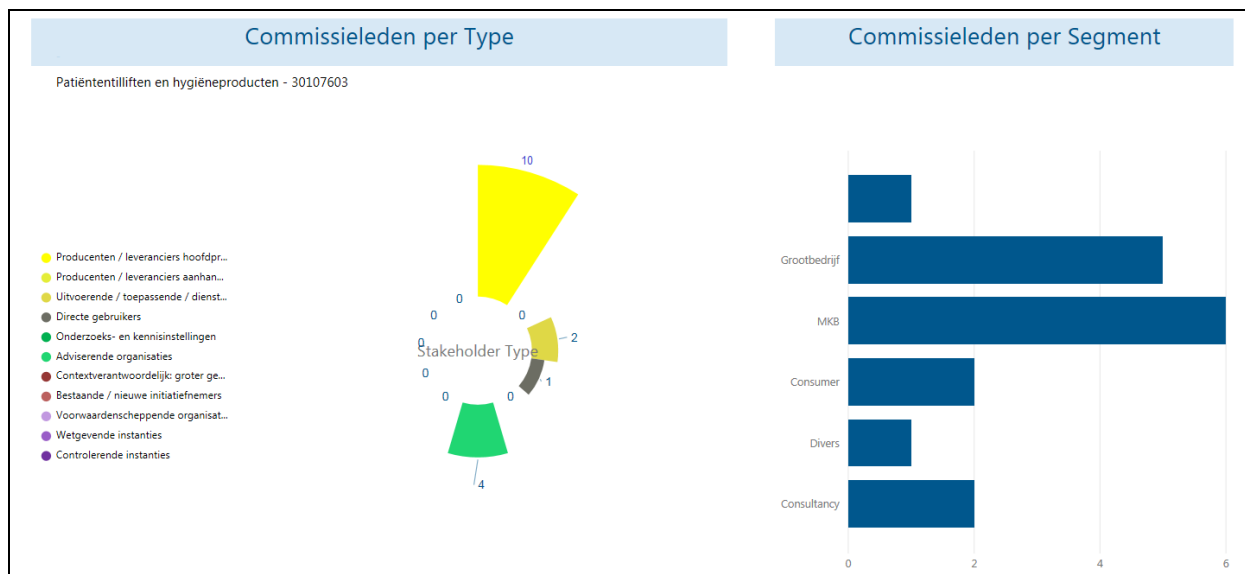 Commissieleden per Type
Patiëntentilliften en hygiëneproducten - 30107603
10
0
0
0
0
0
0
0
0
2
1
4
Stakeholder Type
Producenten / leveranciers hoofdpr...
Producenten / leveranciers aanhan...
Uitvoerende / toepassende / dienst...
Directe gebruikers
Onderzoeks- en kennisinstellingen
Adviserende organisaties
Contextverantwoordelijk: groter ge...
Bestaande / nieuwe initiatiefnemers
Voorwaardenscheppende organisat...
Wetgevende instanties
Controlerende instanties
Commissieleden per Segment
Grootbedrijf
MKB
Consumer
Divers
Consultancy
0
2
4
6